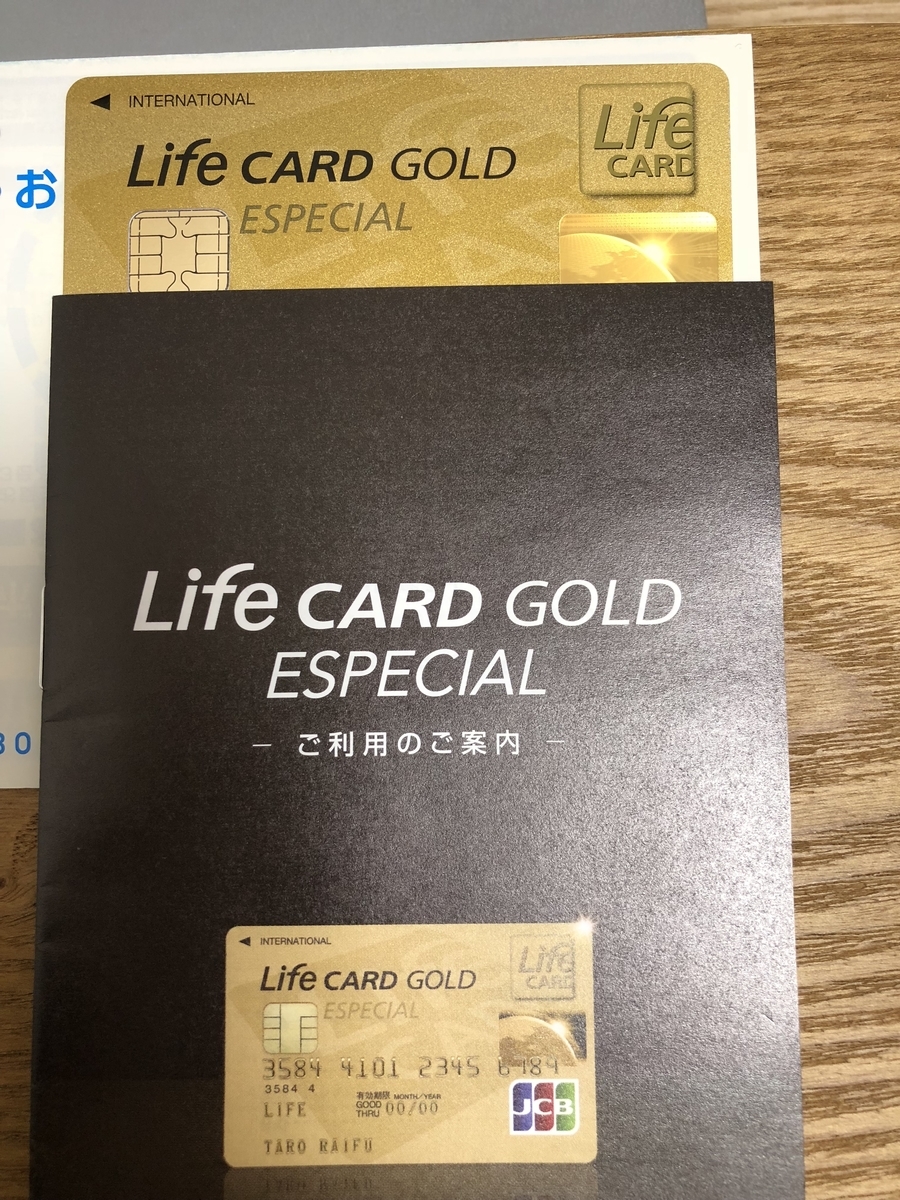 お
INTERNATIONAL
Life CARD GOLD
ESPECIAL
Life
CARD
30
Life CARD GOLD
ESPECIAL
— ご利用のご案内 —
INTERNATIONAL
Life CARD GOLD
ESPECIAL
Life
CARD
3584 4101 2345 6484
3584 4
有効期限 MONTH/YEAR
GOOD THRU 00/00
LIFE
JCB
TARO RAIFU